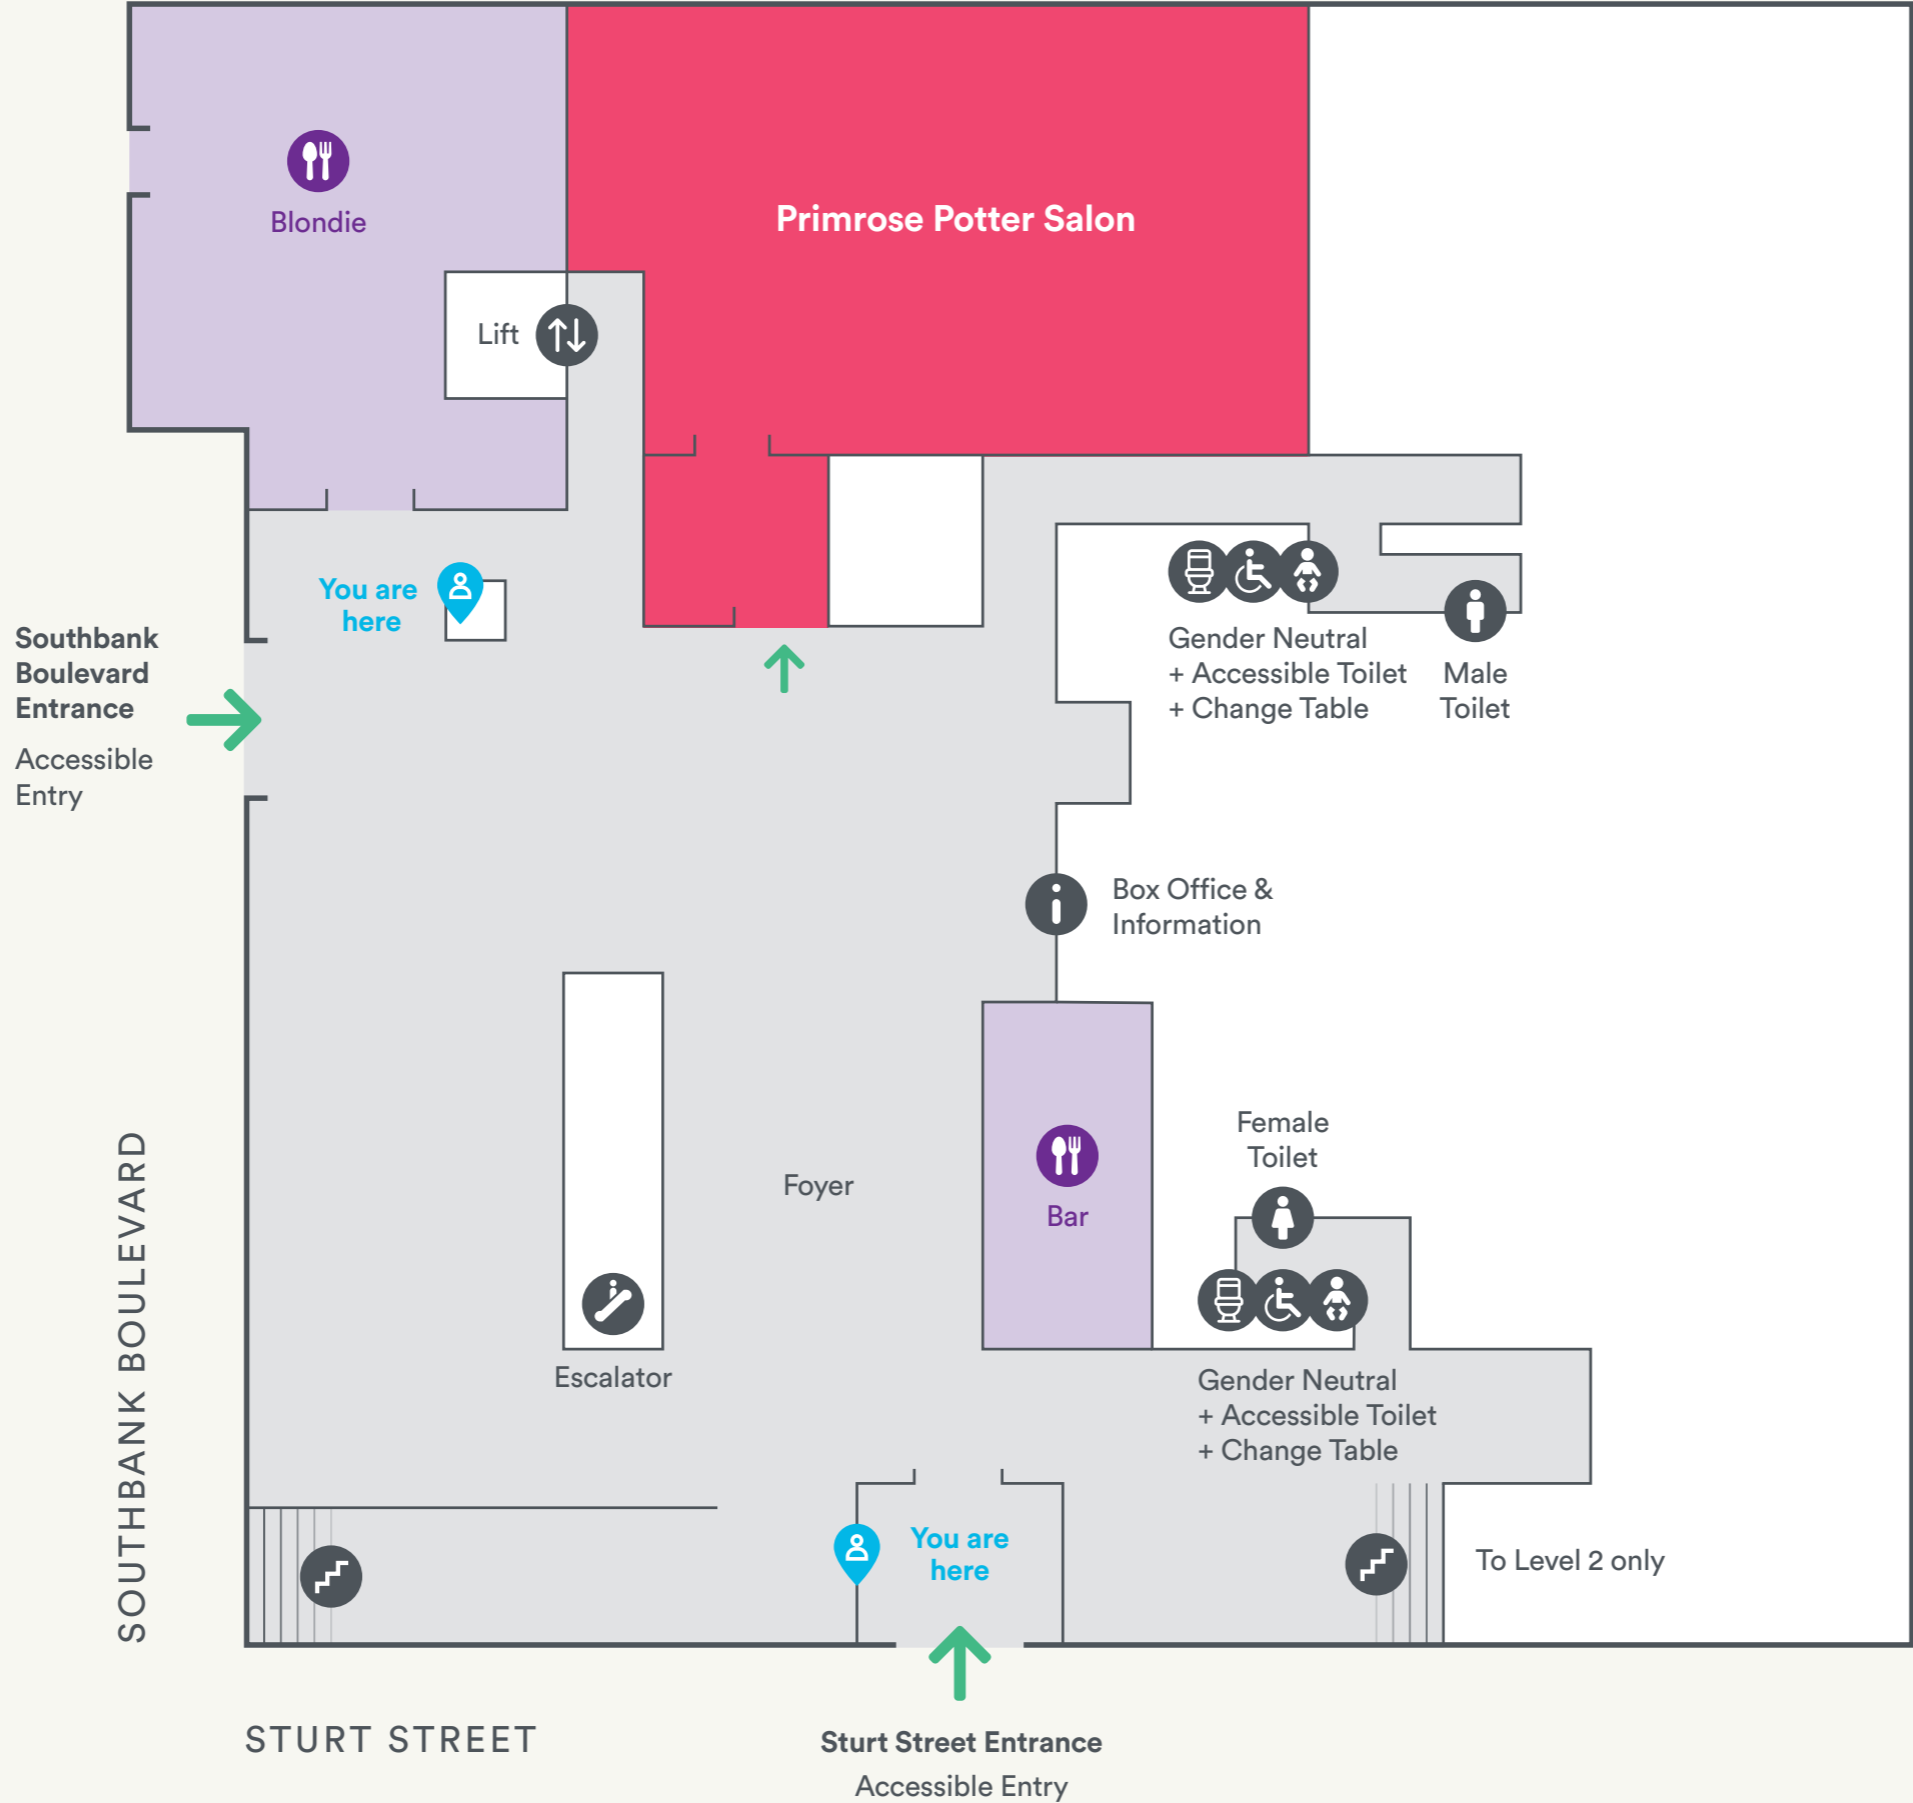 Blondie
Primrose Potter Salon
Lift
You are
here
Southbank
Boulevard
Entrance
Accessible
Entry
Gender Neutral
+ Accessible Toilet
+ Change Table
Male
Toilet
Box Office &
Information
Foyer
Bar
Female
Toilet
Escalator
Gender Neutral
+ Accessible Toilet
+ Change Table
SOUTHBANK BOULEVARD
You are
here
To Level 2 only
STURT STREET
Sturt Street Entrance
Accessible Entry